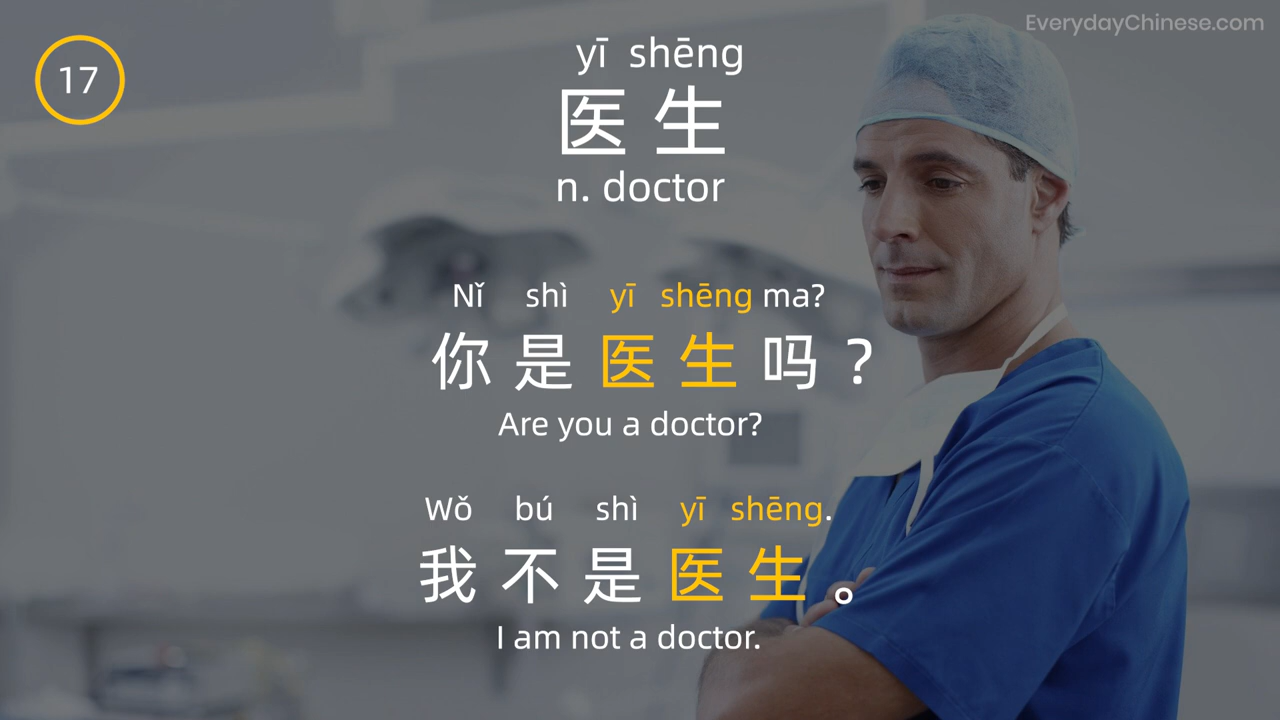 EverydayChinese.com
17
yī shēng
医生
n. doctor
Nǐ shì yī shēng ma?
你是医生吗？
Are you a doctor?
Wǒ bú shì yī shēng.
我不是医生。
I am not a doctor.